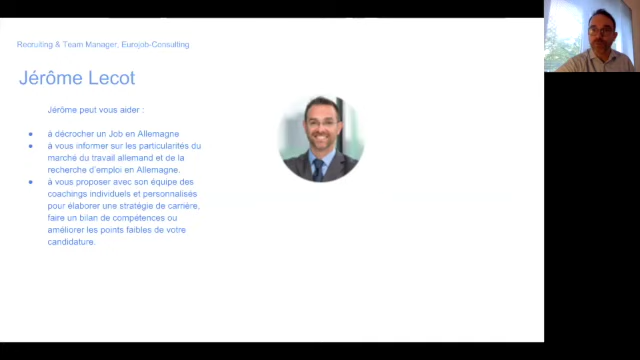 Recruiting & Team Manager, Eurojob-Consulting
Jérôme Lecot
Jérôme peut vous aider :
● à décrocher un Job en Allemagne
● à vous informer sur les particularités du
marché du travail allemand et de la
recherche d'emploi en Allemagne.
● à vous proposer avec son équipe des
coachings individuels et personnalisés
pour élaborer une stratégie de carrière,
faire un bilan de compétences ou
améliorer les points faibles de votre
candidature.